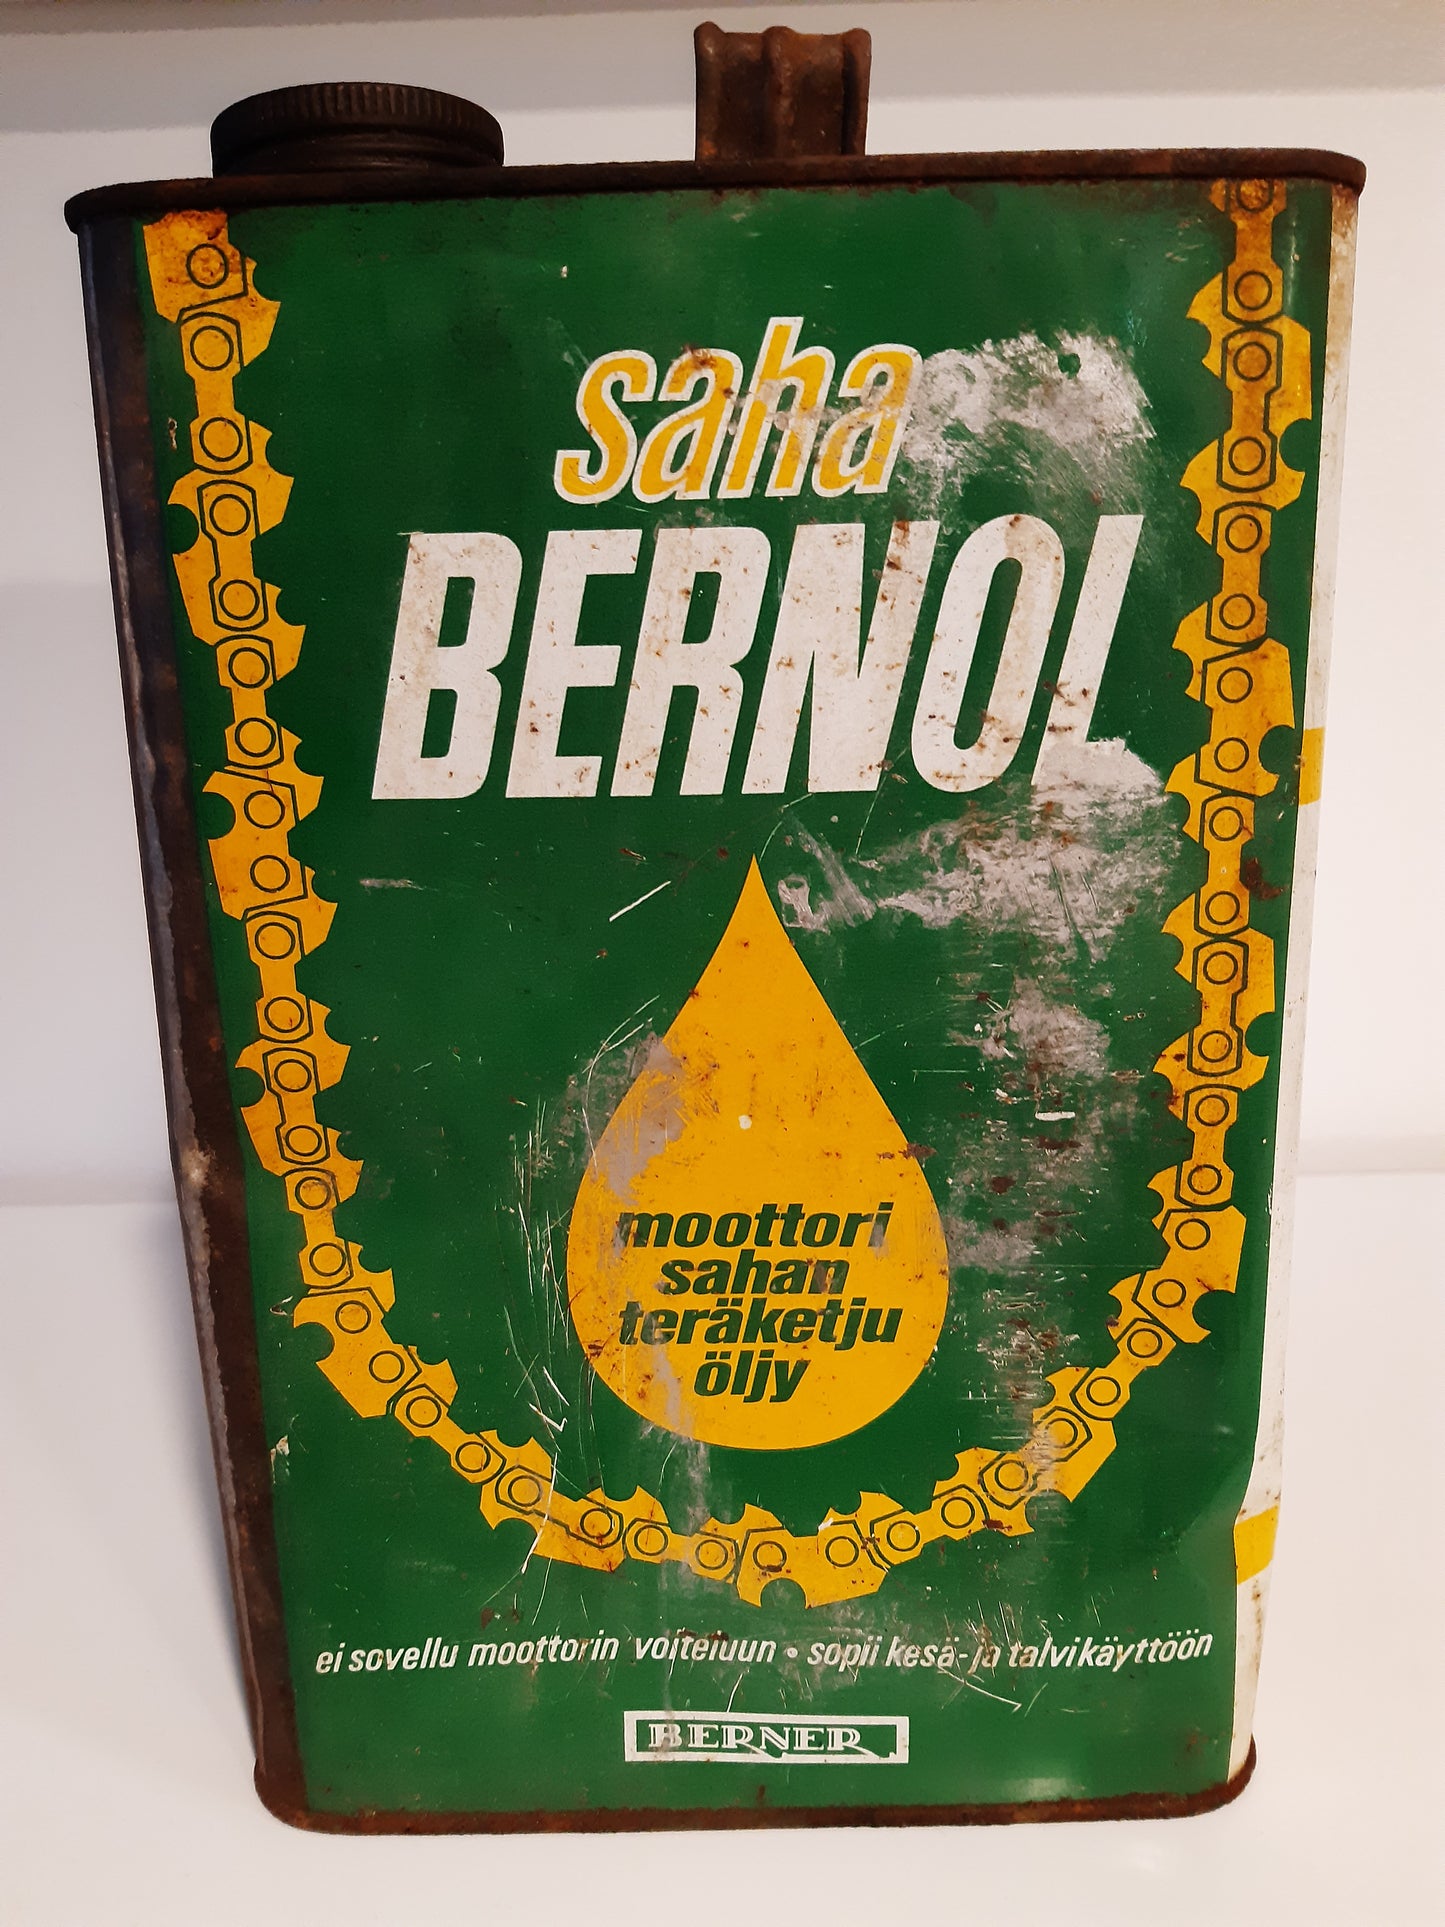 saha
BERNOL
moottori
sahan
teräketju
öljy
ei sovellu moottorin voiteluun • sopii kesä- ja talvikäyttöön
BERNER